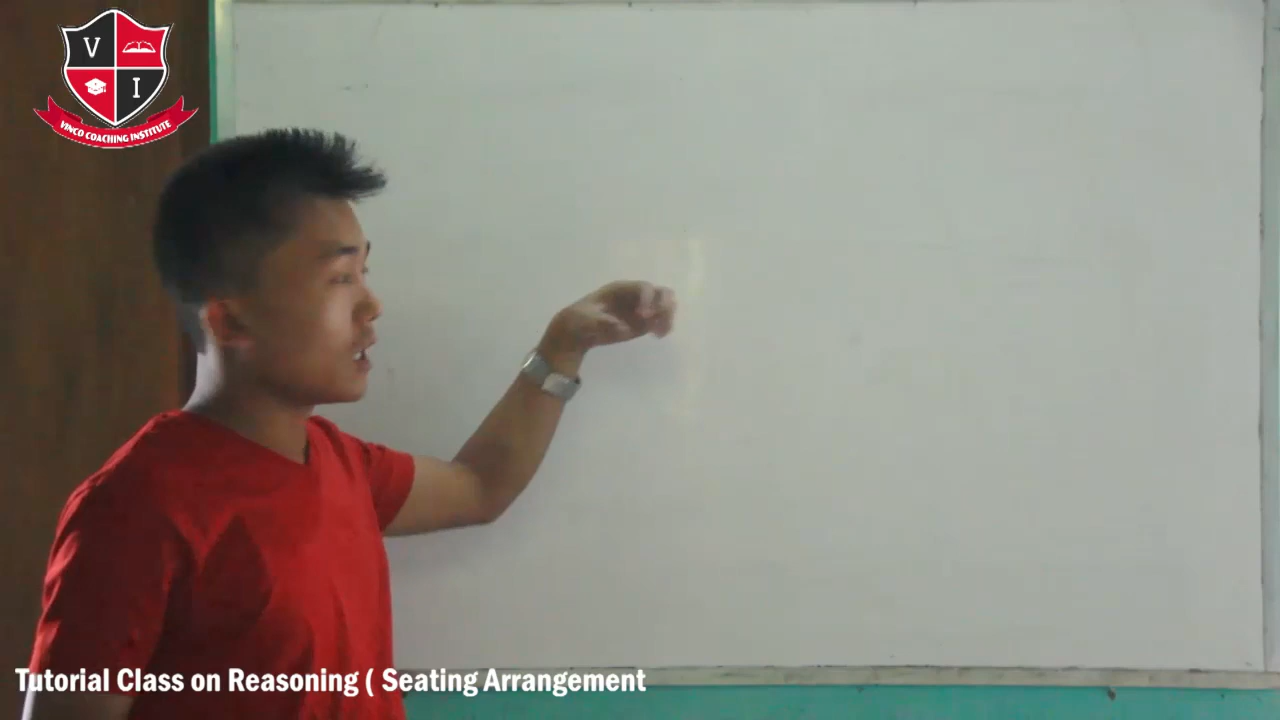 V
I
VINCO COACHING INSTITUTE
Tutorial Class on Reasoning ( Seating Arrangement